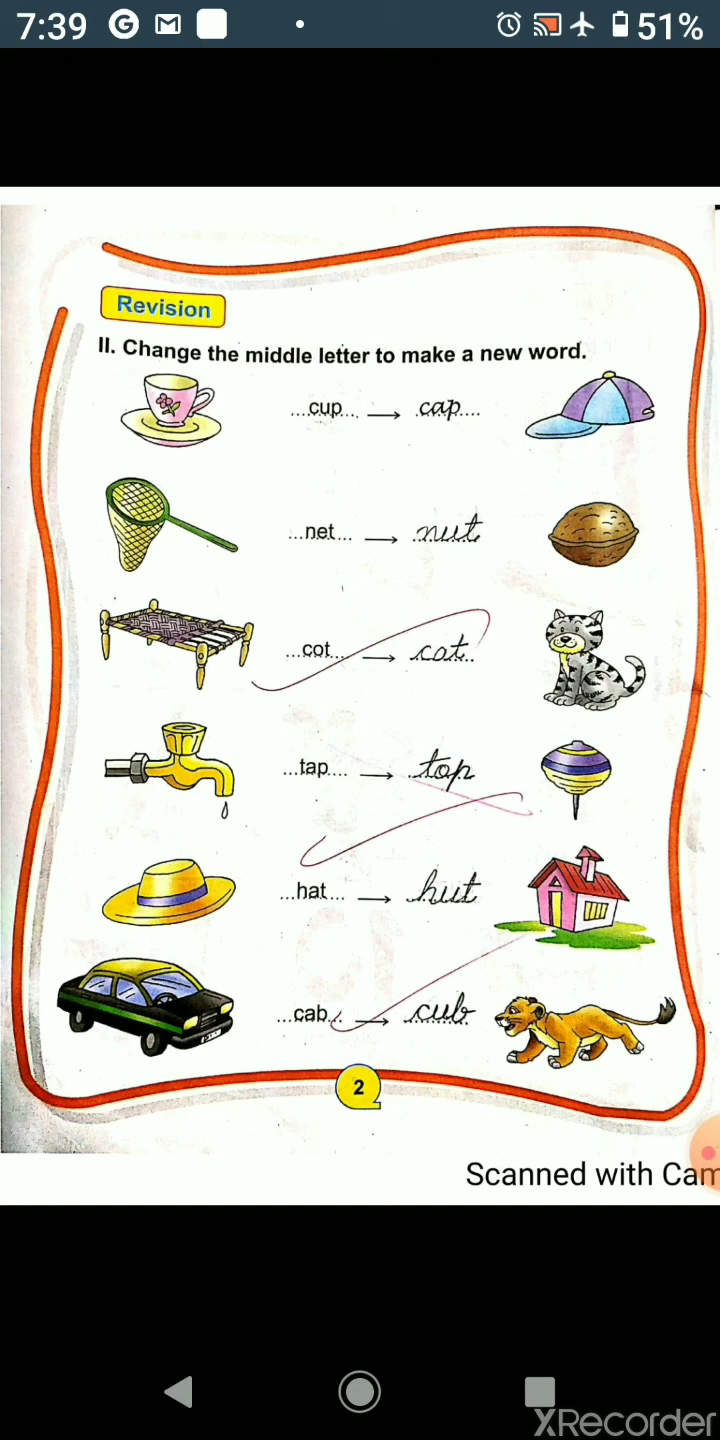 7:39 51%
Revision
II. Change the middle letter to make a new word.
...cup... → cap....
...net... → nut
...cot... → cat..
...tap.... → top
...hat... → hut
...cab... → cub
2
Scanned with Cam
XRecorder